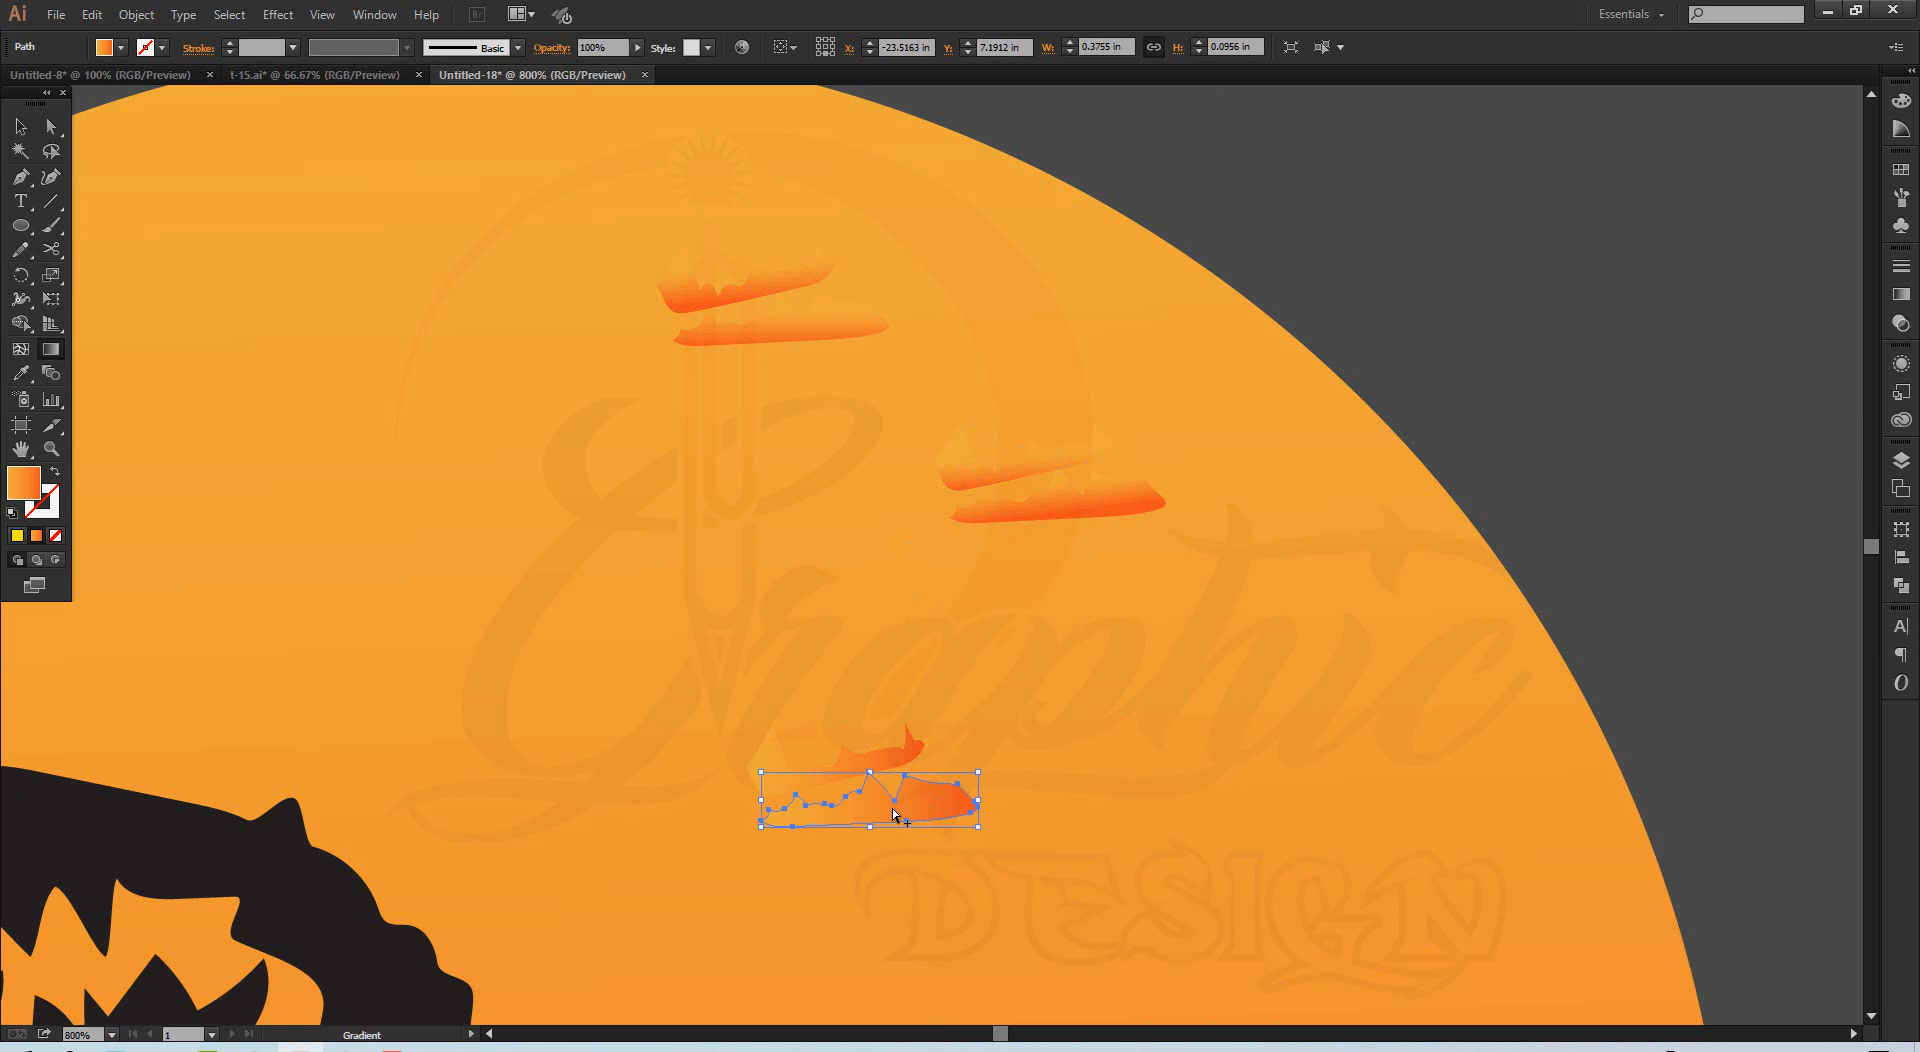 Ai File Edit Object Type Select Effect View Window Help Br Essentials
Path Stroke: Basic Opacity: 100% Style: X: -23.5163 in Y: 7.1912 in W: 0.3755 in H: 0.0956 in
Untitled-8* @ 100% (RGB/Preview) × t-15.ai* @ 66.67% (RGB/Preview) × Untitled-18* @ 800% (RGB/Preview) ×
Graphic
DESIGN
800% 1 Gradient